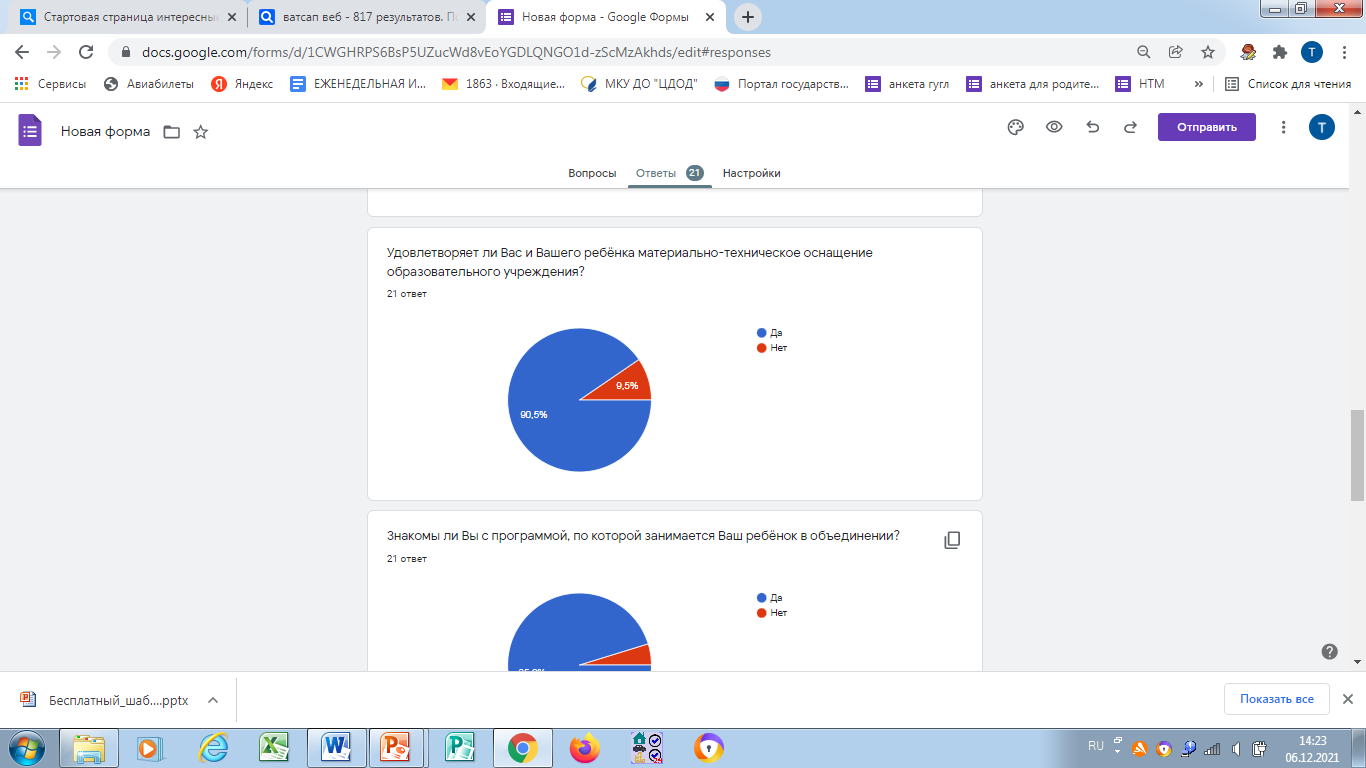 Стартовая страница интересны
ватсап веб - 817 результатов. По
Новая форма - Google Формы
docs.google.com/forms/d/1CWGHRPS6BsP5UZucWd8vEoYGDLQNGO1d-zScMzAkhds/edit#responses
T
Сервисы
Авиабилеты
Яндекс
ЕЖЕНЕДЕЛЬНАЯ И...
1863 · Входящие...
МКУ ДО "ЦДОД"
Портал государств...
анкета гугл
анкета для родите...
НТМ
»
Список для чтения
Новая форма
Отправить
T
Вопросы
Ответы 21
Настройки
Удовлетворяет ли Вас и Вашего ребёнка материально-техническое оснащение
образовательного учреждения?
21 ответ
Да
Нет
9,5%
90,5%
Знакомы ли Вы с программой, по которой занимается Ваш ребёнок в объединении?
21 ответ
Да
Нет
Бесплатный_шаб....pptx
Показать все
RU
14:23
06.12.2021